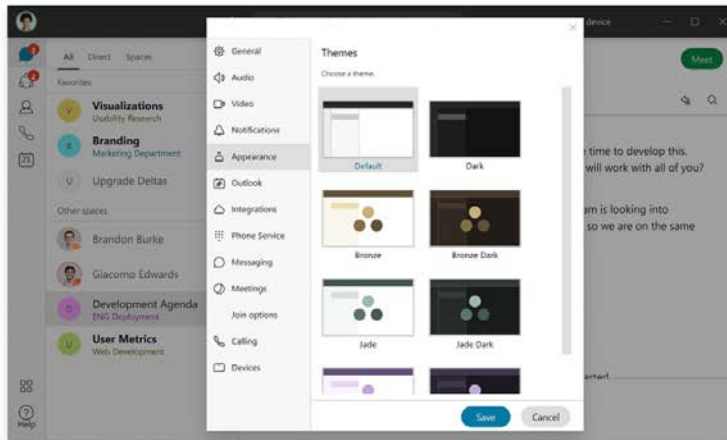 device
2
All Direct Spaces
Meet
2
Favorites
V
Visualizations
Usability Research
B
Branding
Marketing Department
21
U
Upgrade Deltas
Other spaces
Brandon Burke
Giacomo Edwards
D
Development Agenda
ENG Deployment
U
User Metrics
Web Development
Help
General
Audio
Video
Notifications
Appearance
Outlook
Integrations
Phone Service
Messaging
Meetings
Join options
Calling
Devices
Themes
Choose a theme.
Default
Dark
Bronze
Bronze Dark
Jade
Jade Dark
Save
Cancel
time to develop this.
will work with all of you?
am is looking into
so we are on the same